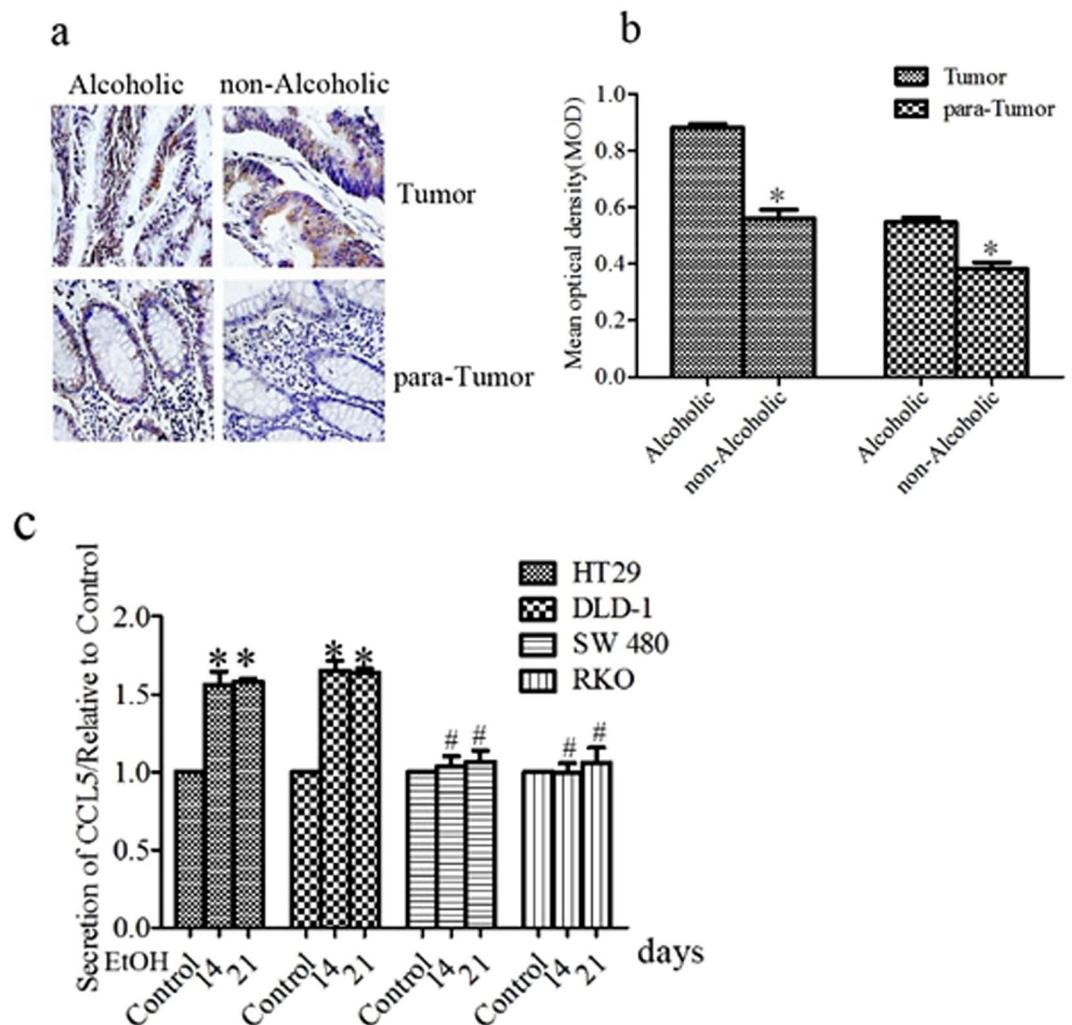 a
Alcoholic non-Alcoholic
Tumor
para-Tumor
b
Tumor
para-Tumor
Mean optical density(MOD)
1.0
0.8
0.6
0.4
0.2
0.0
*
*
Alcoholic
non-Alcoholic
Alcoholic
non-Alcoholic
c
HT29
DLD-1
SW 480
RKO
Secretion of CCL5/Relative to Control
2.0
1.5
1.0
0.5
0.0
* *
* *
# #
# #
EtOH
Control 14 21
Control 14 21
Control 14 21
Control 14 21
days